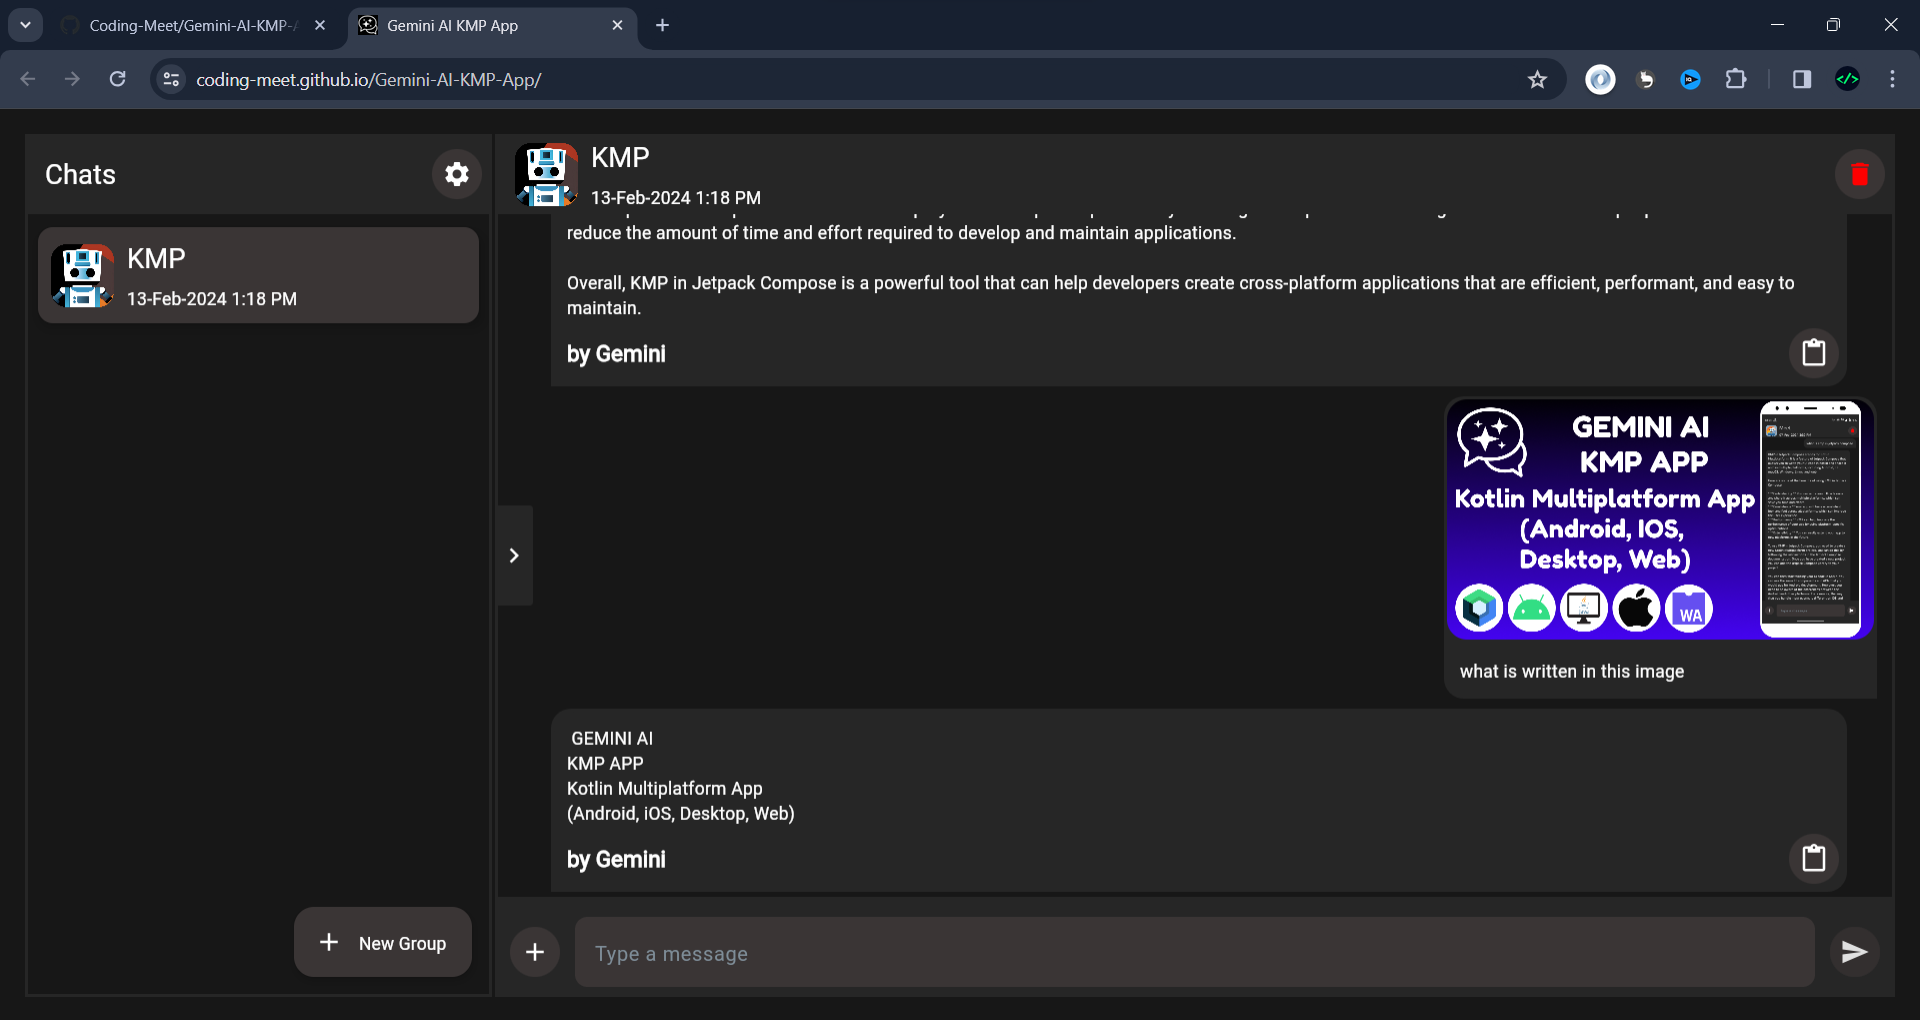 Coding-Meet/Gemini-AI-KMP-
Gemini AI KMP App
coding-meet.github.io/Gemini-AI-KMP-App/
Chats
KMP
13-Feb-2024 1:18 PM
New Group
KMP
13-Feb-2024 1:18 PM
reduce the amount of time and effort required to develop and maintain applications.
Overall, KMP in Jetpack Compose is a powerful tool that can help developers create cross-platform applications that are efficient, performant, and easy to
maintain.
by Gemini
GEMINI AI
KMP APP
Kotlin Multiplatform App
(Android, IOS,
Desktop, Web)
WA
what is written in this image
GEMINI AI
KMP APP
Kotlin Multiplatform App
(Android, iOS, Desktop, Web)
by Gemini
Type a message